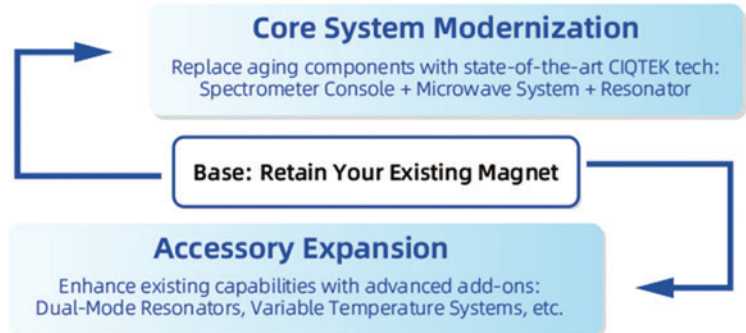 Core System Modernization
Replace aging components with state-of-the-art CIQTEK tech:
Spectrometer Console + Microwave System + Resonator
Base: Retain Your Existing Magnet
Accessory Expansion
Enhance existing capabilities with advanced add-ons:
Dual-Mode Resonators, Variable Temperature Systems, etc.